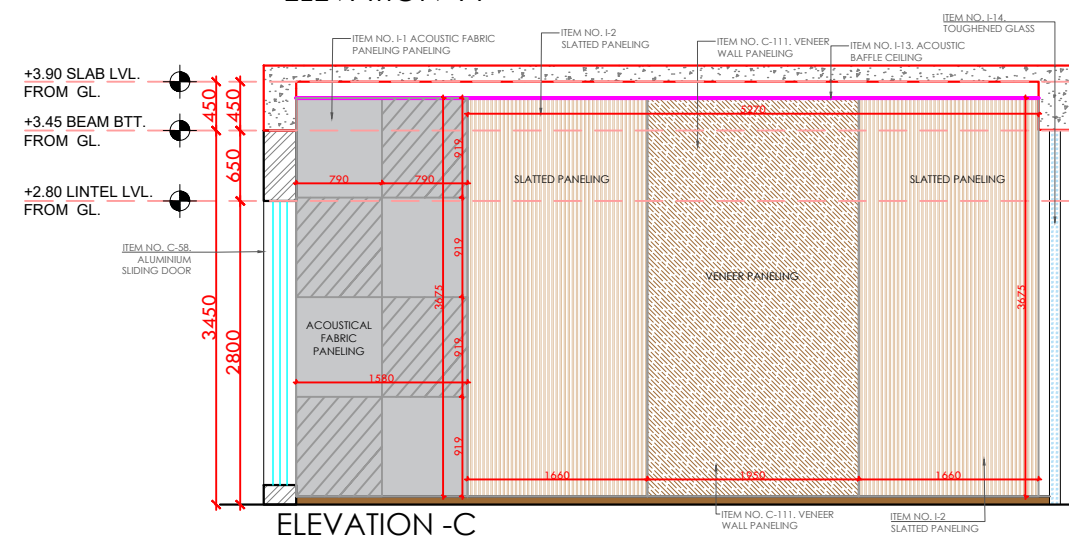 ITEM NO. I-14.
TOUGHENED GLASS
ITEM NO. I-1 ACOUSTIC FABRIC
PANELING PANELING
ITEM NO. I-2
SLATTED PANELING
ITEM NO. C-111. VENEER
WALL PANELING
ITEM NO. I-13. ACOUSTIC
BAFFLE CEILING
+3.90 SLAB LVL.
FROM GL.
450
450
5270
+3.45 BEAM BTT.
FROM GL.
919
650
790
790
SLATTED PANELING
SLATTED PANELING
+2.80 LINTEL LVL.
FROM GL.
ITEM NO. C-58.
ALUMINIUM
SLIDING DOOR
919
VENEER PANELING
3675
3675
3450
2800
ACOUSTICAL
FABRIC
PANELING
919
1580
919
1660
1950
1660
ITEM NO. C-111. VENEER
WALL PANELING
ITEM NO. I-2
SLATTED PANELING
ELEVATION -C